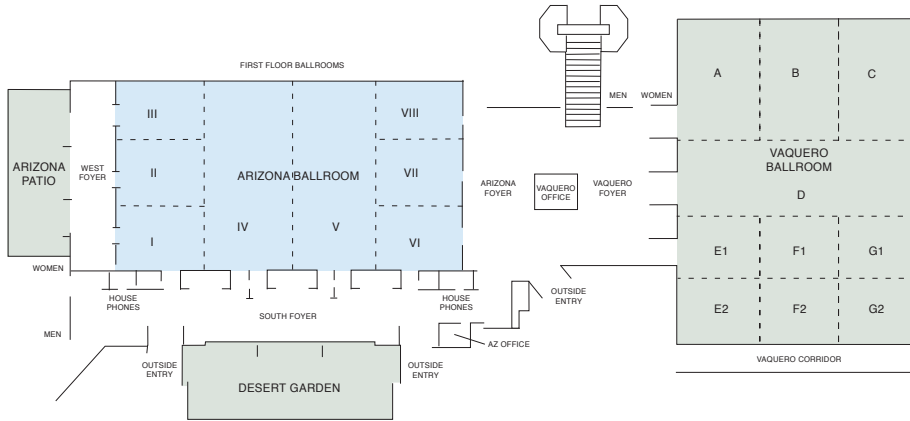 FIRST FLOOR BALLROOMS
MEN
WOMEN
A
B
C
III
VIII
ARIZONA
PATIO
WEST
FOYER
II
ARIZONA BALLROOM
VII
ARIZONA
FOYER
VAQUERO
OFFICE
VAQUERO
FOYER
VAQUERO
BALLROOM
D
I
IV
V
VI
E1
F1
G1
WOMEN
HOUSE
PHONES
HOUSE
PHONES
OUTSIDE
ENTRY
E2
F2
G2
SOUTH FOYER
MEN
AZ OFFICE
OUTSIDE
ENTRY
OUTSIDE
ENTRY
VAQUERO CORRIDOR
DESERT GARDEN